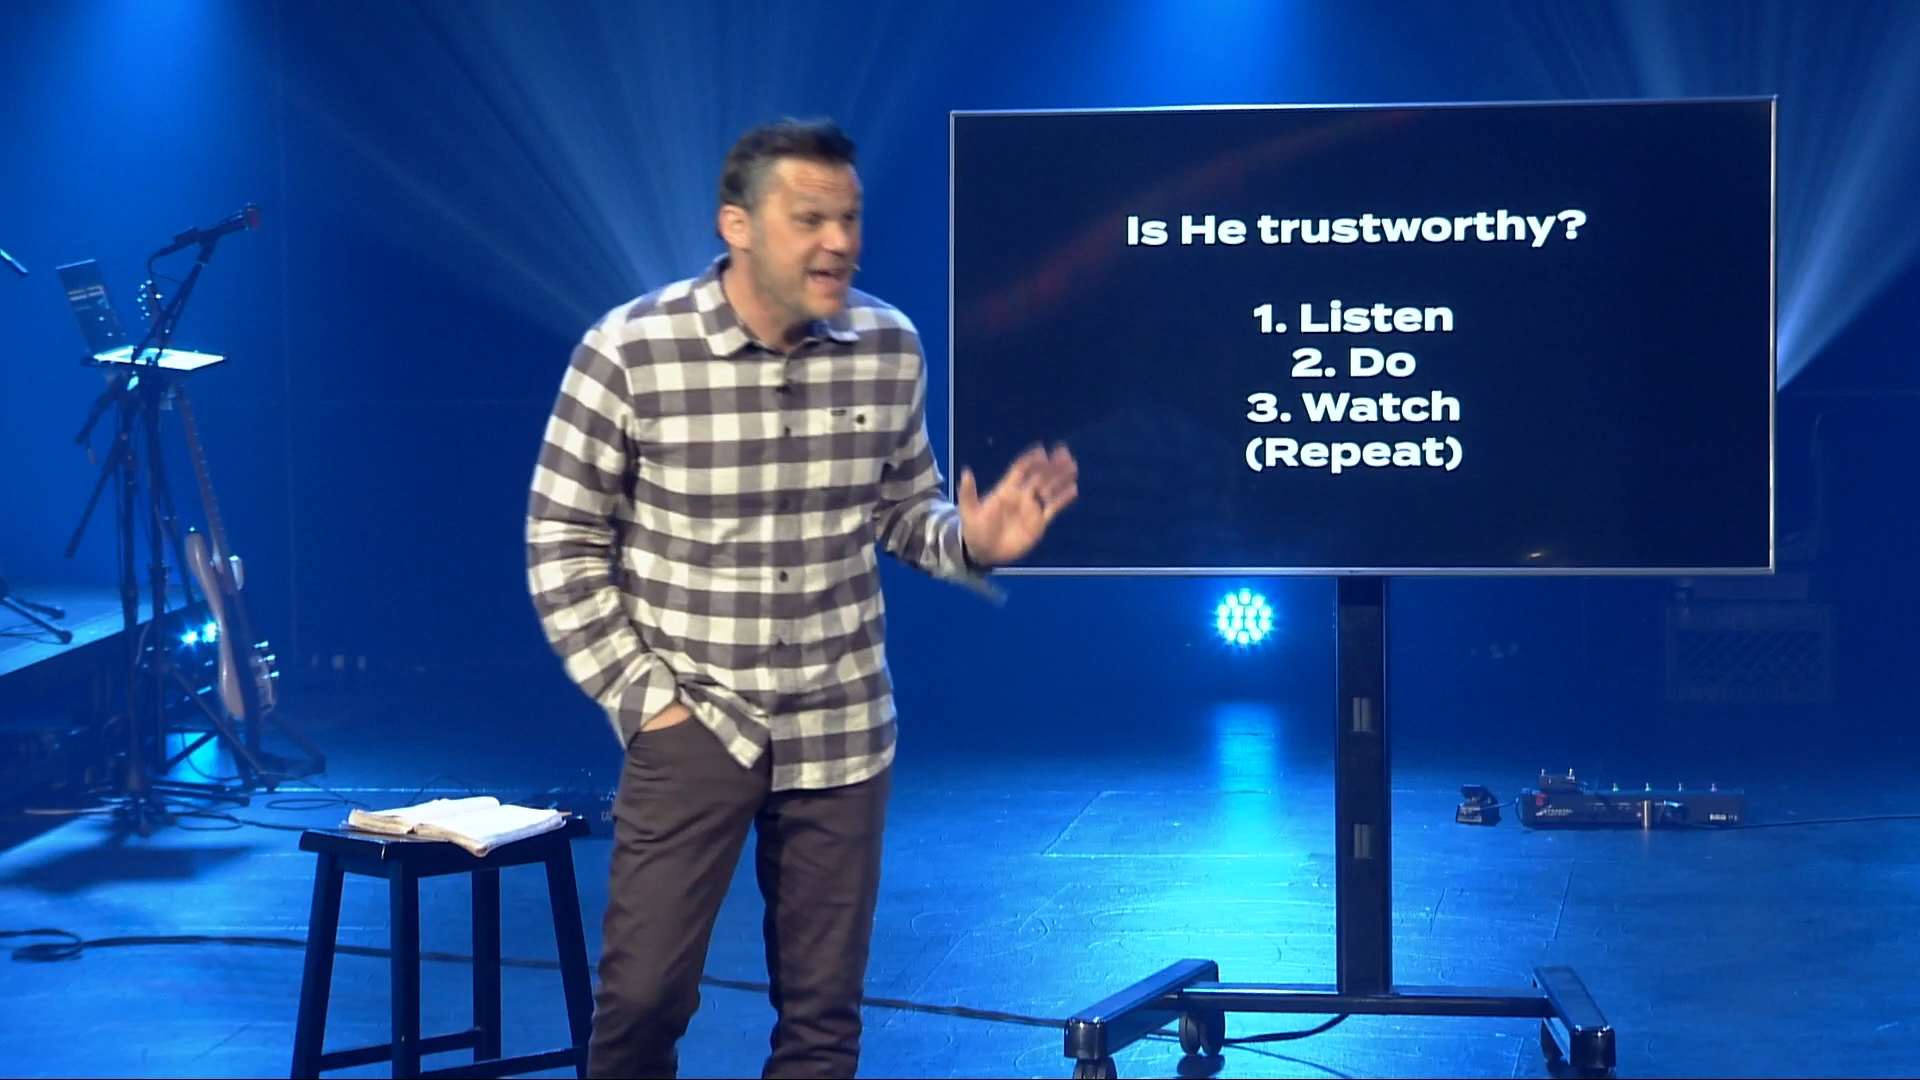 Is He trustworthy?
1. Listen
2. Do
3. Watch
(Repeat)